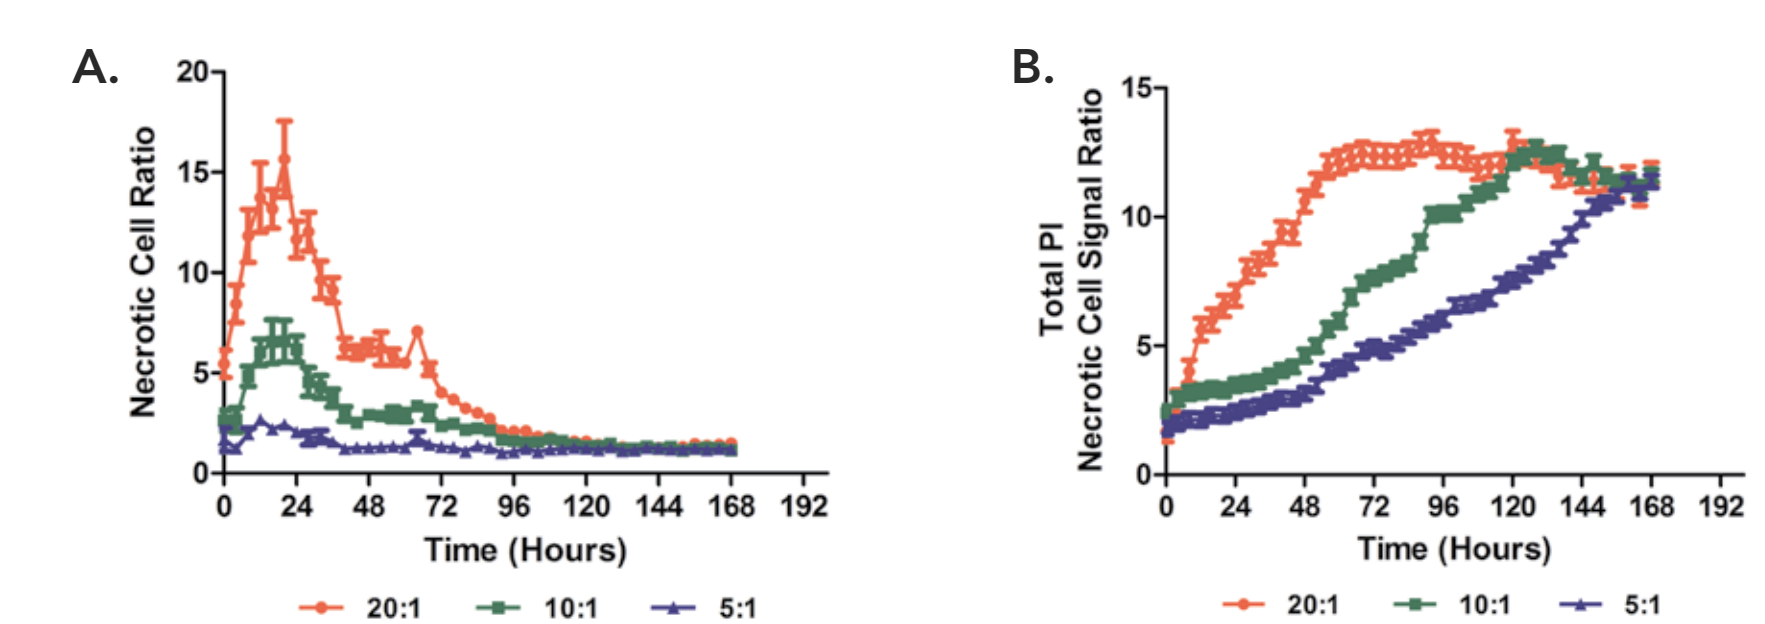 A.
Necrotic Cell Ratio
20
15
10
5
0
0 24 48 72 96 120 144 168 192
Time (Hours)
20:1 10:1 5:1
B.
Total PI
Necrotic Cell Signal Ratio
15
10
5
0
0 24 48 72 96 120 144 168 192
Time (Hours)
20:1 10:1 5:1